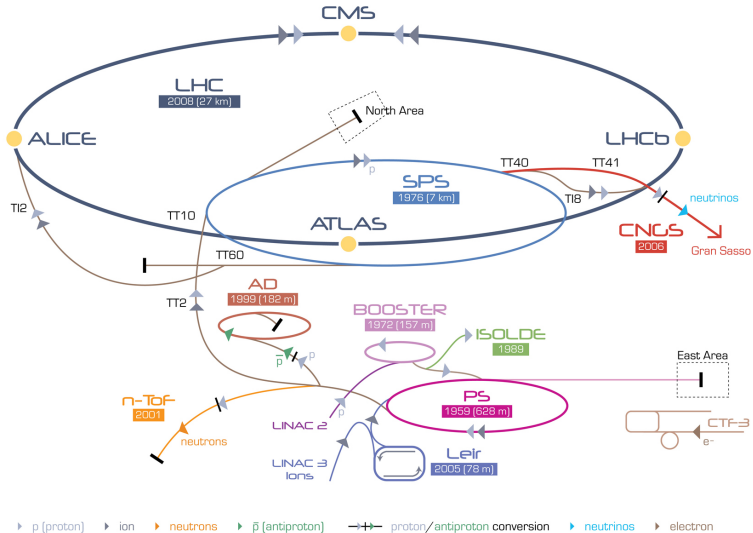 CMS
LHC
2008 (27 km)
North Area
ALICE
LHCb
TT40
TT41
p
SPS
1976 (7 km)
TI8
neutrinos
TI2
TT10
ATLAS
CNGS
2006
Gran Sasso
TT60
AD
1999 (182 m)
TT2
BOOSTER
1972 (157 m)
ISOLDE
1989
p̅
p
East Area
n-ToF
2001
PS
1959 (628 m)
p
LINAC 2
neutrons
CTF-3
e-
LINAC 3
Ions
Leir
2005 (78 m)
p (proton)
ion
neutrons
p̅ (antiproton)
proton/antiproton conversion
neutrinos
electron